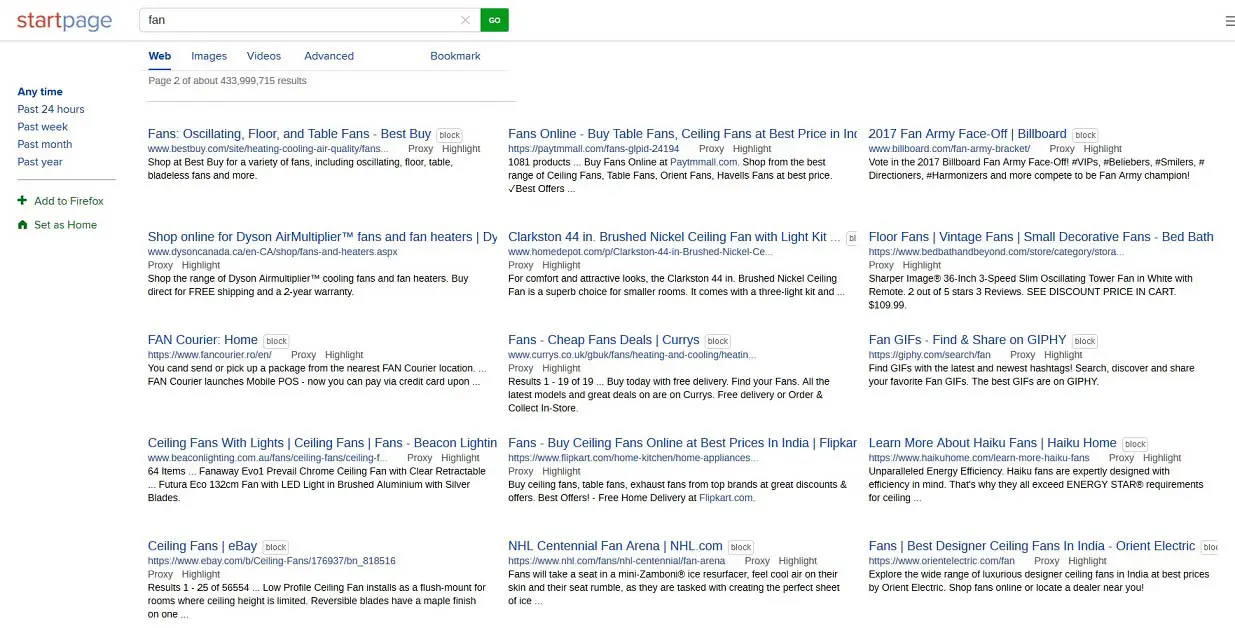 startpage
fan
GO
Web Images Videos Advanced Bookmark
Page 2 of about 433,999,715 results
Any time
Past 24 hours
Past week
Past month
Past year
Add to Firefox
Set as Home
Fans: Oscillating, Floor, and Table Fans - Best Buy block
www.bestbuy.com/site/heating-cooling-air-quality/fans... Proxy Highlight
Shop at Best Buy for a variety of fans, including oscillating, floor, table,
bladeless fans and more.
Fans Online - Buy Table Fans, Ceiling Fans at Best Price in Inc
https://paytmmall.com/fans-glpid-24194 Proxy Highlight
1081 products ... Buy Fans Online at Paytmmall.com. Shop from the best
range of Ceiling Fans, Table Fans, Orient Fans, Havells Fans at best price.
✓Best Offers ...
2017 Fan Army Face-Off | Billboard block
www.billboard.com/fan-army-bracket/ Proxy Highlight
Vote in the 2017 Billboard Fan Army Face-Off! #VIPs, #Beliebers, #Smilers, #
Directioners, #Harmonizers and more compete to be Fan Army champion!
Shop online for Dyson AirMultiplier™ fans and fan heaters | Dy
www.dysoncanada.ca/en-CA/shop/fans-and-heaters.aspx
Proxy Highlight
Shop the range of Dyson Airmultiplier™ cooling fans and fan heaters. Buy
direct for FREE shipping and a 2-year warranty.
Clarkston 44 in. Brushed Nickel Ceiling Fan with Light Kit ... bl
www.homedepot.com/p/Clarkston-44-in-Brushed-Nickel-Ce...
Proxy Highlight
For comfort and attractive looks, the Clarkston 44 in. Brushed Nickel Ceiling
Fan is a superb choice for smaller rooms. It comes with a three-light kit and ...
Floor Fans | Vintage Fans | Small Decorative Fans - Bed Bath
www.bedbathandbeyond.com/store/category/stora...
Proxy Highlight
Sharper Image® 36-Inch 3-Speed Slim Oscillating Tower Fan in White with
Remote. 2 out of 5 stars 3 Reviews. SEE DISCOUNT PRICE IN CART.
$109.99.
FAN Courier: Home block
https://www.fancourier.ro/en/ Proxy Highlight
You cand send or pick up a package from the nearest FAN Courier location. ...
FAN Courier launches Mobile POS - now you can pay via credit card upon ...
Fans - Cheap Fans Deals | Currys block
www.currys.co.uk/gbuk/fans/heating-and-cooling/heatin...
Proxy Highlight
Results 1 - 19 of 19 ... Buy today with free delivery. Find your Fans. All the
latest models and great deals on are on Currys. Free delivery or Order &
Collect In-Store.
Fan GIFs - Find & Share on GIPHY block
https://giphy.com/search/fan Proxy Highlight
Find GIFs with the latest and newest hashtags! Search, discover and share
your favorite Fan GIFs. The best GIFs are on GIPHY.
Ceiling Fans With Lights | Ceiling Fans | Fans - Beacon Lightin
www.beaconlighting.com.au/fans/ceiling-fans/ceiling-f... Proxy Highlight
64 Items ... Fanaway Evo1 Prevail Chrome Ceiling Fan with Clear Retractable
... Futura Eco 132cm Fan with LED Light in Brushed Aluminium with Silver
Blades.
Fans - Buy Ceiling Fans Online at Best Prices In India | Flipkar
https://www.flipkart.com/home-kitchen/home-appliances...
Proxy Highlight
Buy ceiling fans, table fans, exhaust fans from top brands at great discounts &
offers. Best Offers! - Free Home Delivery at Flipkart.com.
Learn More About Haiku Fans | Haiku Home block
https://www.haikuhome.com/learn-more-haiku-fans Proxy Highlight
Unparalleled Energy Efficiency. Haiku fans are expertly designed with
efficiency in mind. That's why they all exceed ENERGY STAR® requirements
for ceiling ...
Ceiling Fans | eBay block
https://www.ebay.com/b/Ceiling-Fans/176937/bn_818516
Proxy Highlight
Results 1 - 25 of 56554 ... Low Profile Ceiling Fan installs as a flush-mount for
rooms where ceiling height is limited. Reversible blades have a maple finish
on one ...
NHL Centennial Fan Arena | NHL.com block
https://www.nhl.com/fans/nhl-centennial-fan-arena Proxy Highlight
Fans will take a seat in a mini-Zamboni® ice resurfacer, feel cool air on their
skin and their seat rumble, as they are tasked with creating the perfect sheet
of ice ...
Fans | Best Designer Ceiling Fans In India - Orient Electric bloc
https://www.orientelectric.com/fan Proxy Highlight
Explore the wide range of luxurious designer ceiling fans in India at best prices
by Orient Electric. Shop fans online or locate a dealer near you!